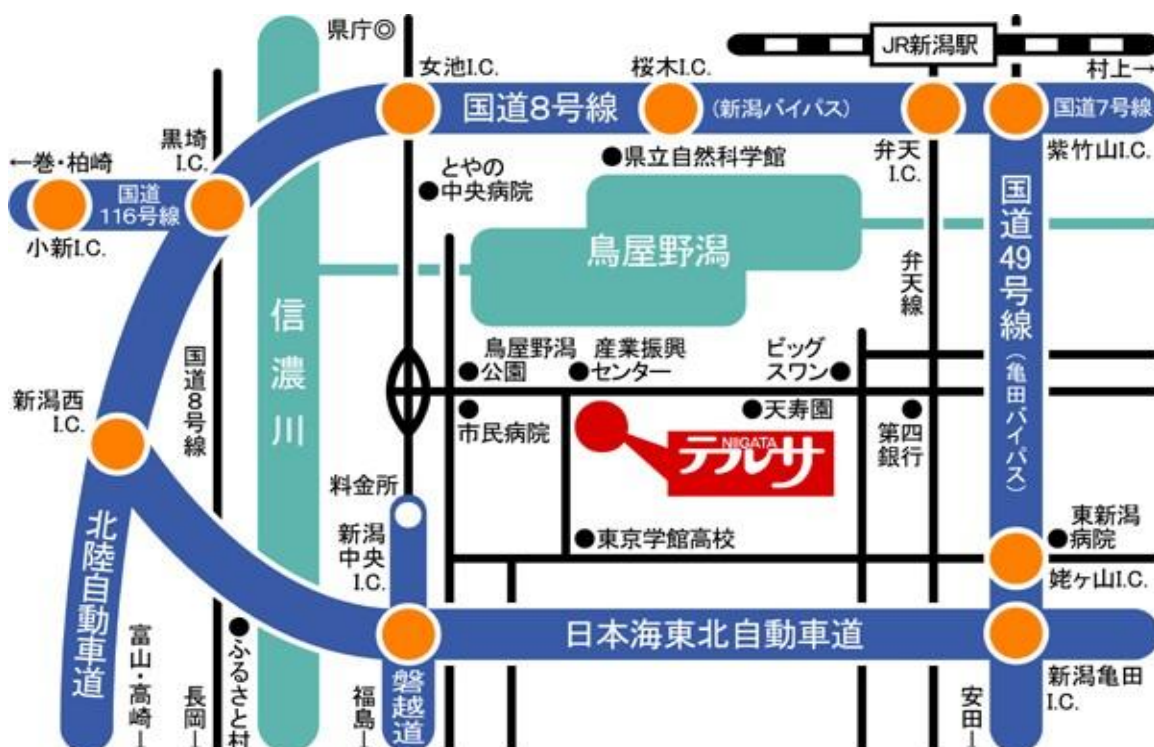 県庁◎
JR新潟駅
村上→
女池I.C.
桜木I.C.
国道8号線
(新潟バイパス)
国道7号線
黒埼
I.C.
←巻・柏崎
国道
116号線
小新I.C.
とやの
中央病院
県立自然科学館
弁天
I.C.
紫竹山I.C.
鳥屋野潟
弁天線
国道49号線
(亀田バイパス)
信濃川
国道8号線
新潟西
I.C.
鳥屋野潟
公園
産業振興
センター
ビッグ
スワン
市民病院
天寿園
第四
銀行
NIIGATA
テルサ
料金所
新潟
中央
I.C.
東京学館高校
東新潟
病院
姥ヶ山I.C.
北陸自動車道
日本海東北自動車道
新潟亀田
I.C.
富山・高崎→
長岡→
ふるさと村
福島→
磐越道
安田→